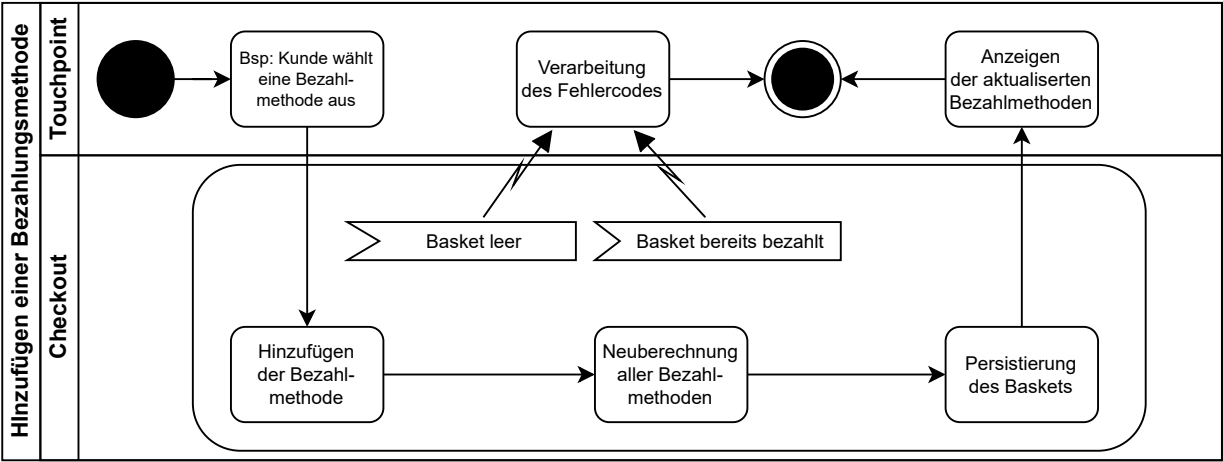 HInzufügen einer Bezahlungsmethode
Touchpoint
Bsp: Kunde wählt
eine Bezahl-
methode aus
Verarbeitung
des Fehlercodes
Anzeigen
der aktualiserten
Bezahlmethoden
Checkout
Basket leer
Basket bereits bezahlt
Hinzufügen
der Bezahl-
methode
Neuberechnung
aller Bezahl-
methoden
Persistierung
des Baskets